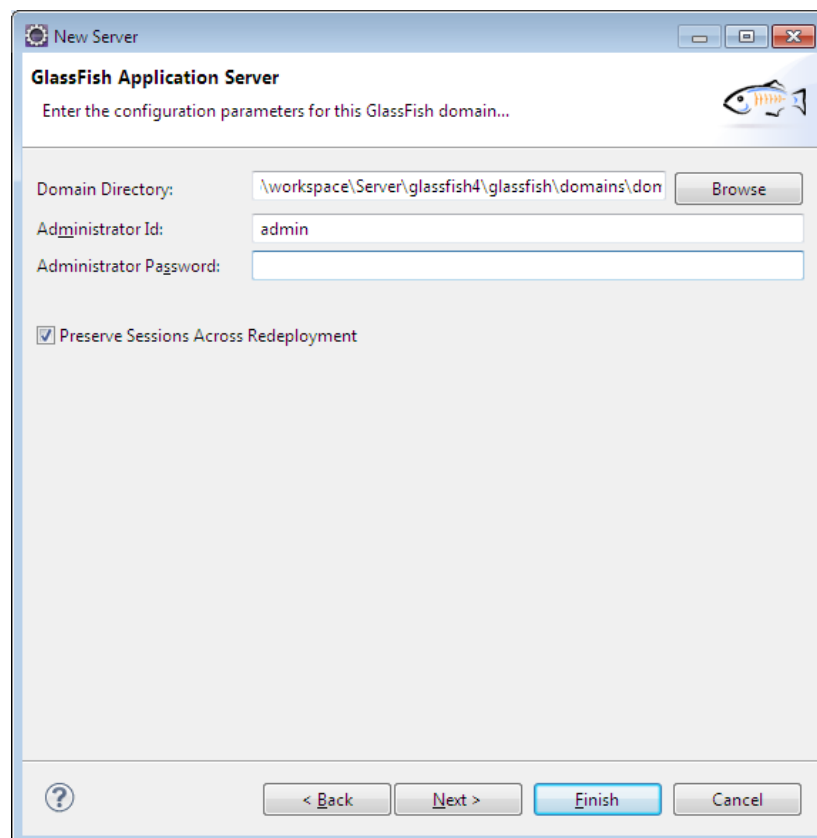 New Server
GlassFish Application Server
Enter the configuration parameters for this GlassFish domain...
Domain Directory: \workspace\Server\glassfish4\glassfish\domains\dom Browse
Administrator Id: admin
Administrator Password:
Preserve Sessions Across Redeployment
? < Back Next > Finish Cancel